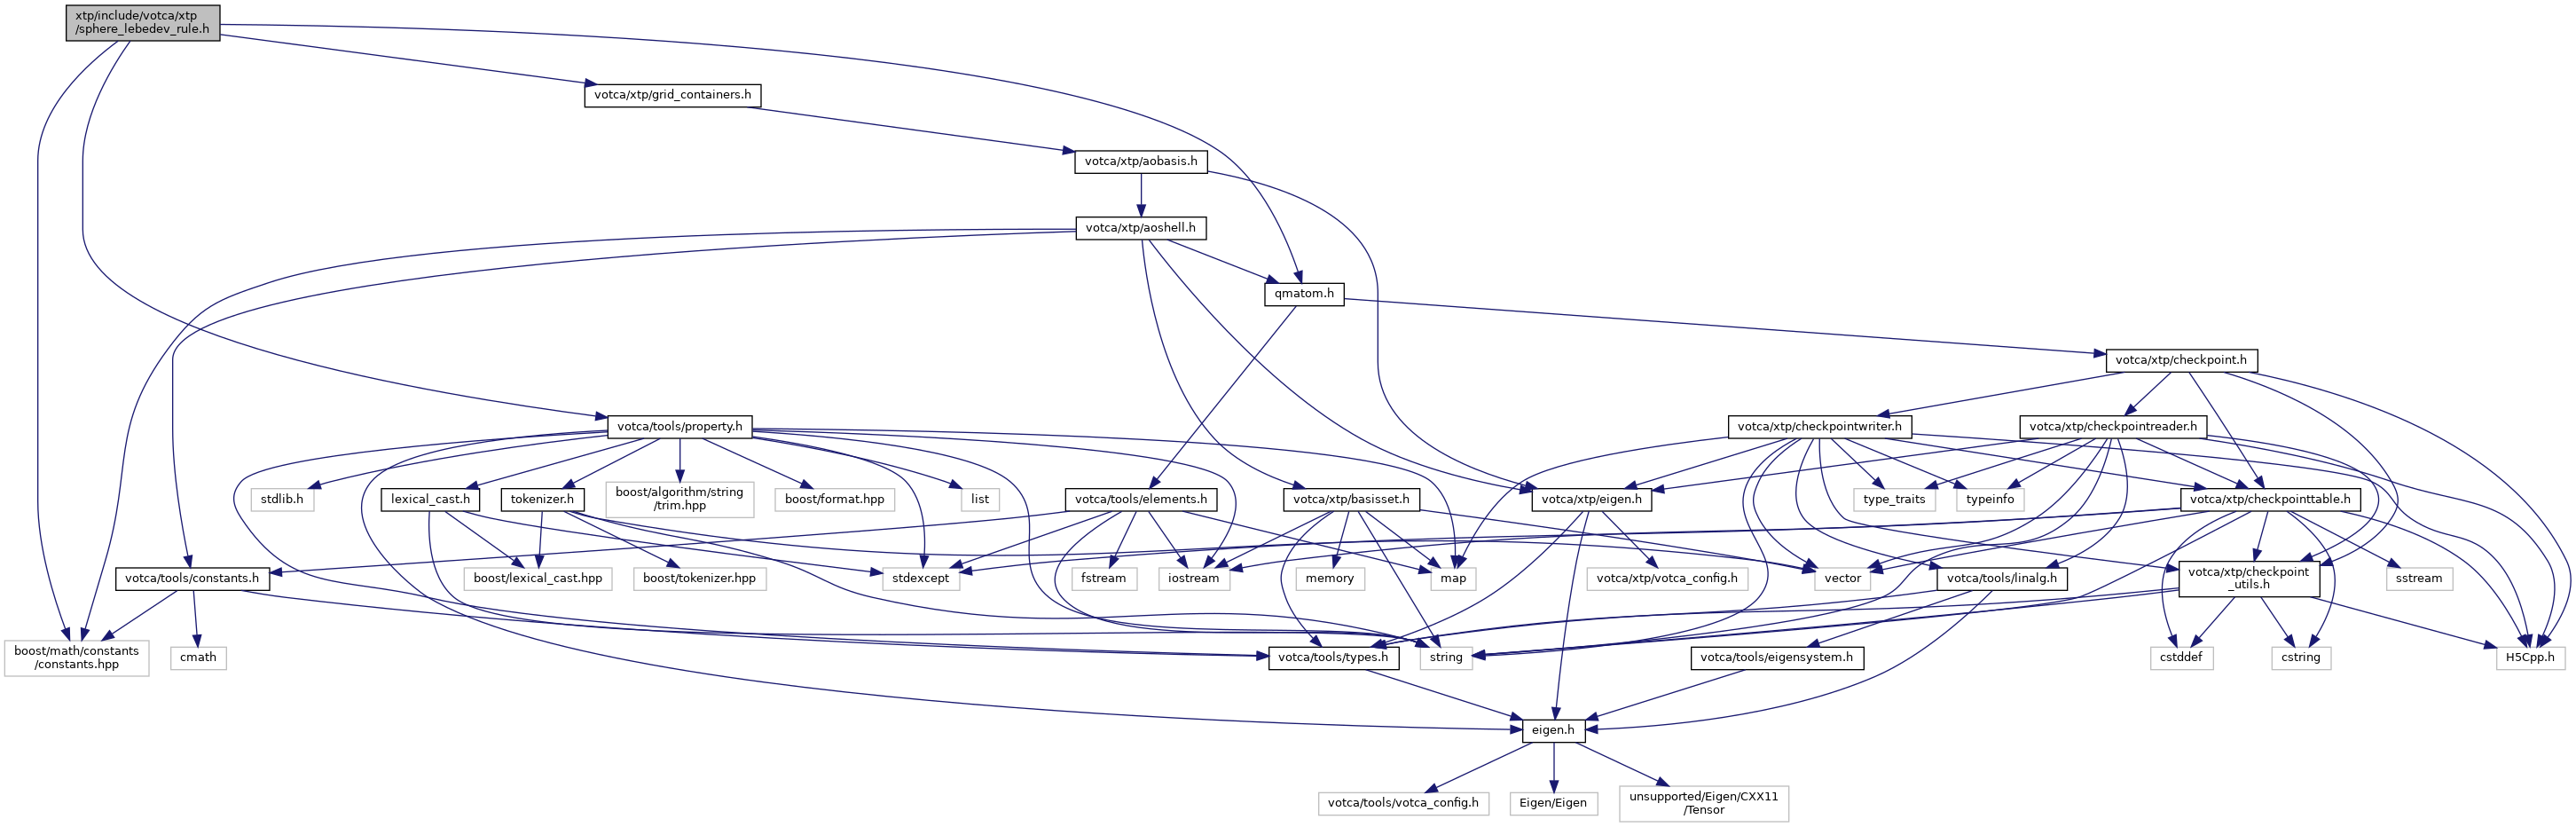 xtp/include/votca/xtp
/sphere_lebedev_rule.h
votca/xtp/grid_containers.h
votca/xtp/aobasis.h
votca/xtp/aoshell.h
qmatom.h
votca/xtp/checkpoint.h
votca/tools/property.h
votca/xtp/checkpointwriter.h
votca/xtp/checkpointreader.h
stdlib.h
lexical_cast.h
tokenizer.h
boost/algorithm/string
/trim.hpp
boost/format.hpp
list
votca/tools/elements.h
votca/xtp/basisset.h
votca/xtp/eigen.h
type_traits
typeinfo
votca/xtp/checkpointtable.h
votca/tools/constants.h
boost/lexical_cast.hpp
boost/tokenizer.hpp
stdexcept
fstream
iostream
memory
map
votca/xtp/votca_config.h
vector
votca/tools/linalg.h
votca/xtp/checkpoint
_utils.h
sstream
boost/math/constants
/constants.hpp
cmath
votca/tools/types.h
string
votca/tools/eigensystem.h
cstddef
cstring
H5Cpp.h
eigen.h
votca/tools/votca_config.h
Eigen/Eigen
unsupported/Eigen/CXX11
/Tensor